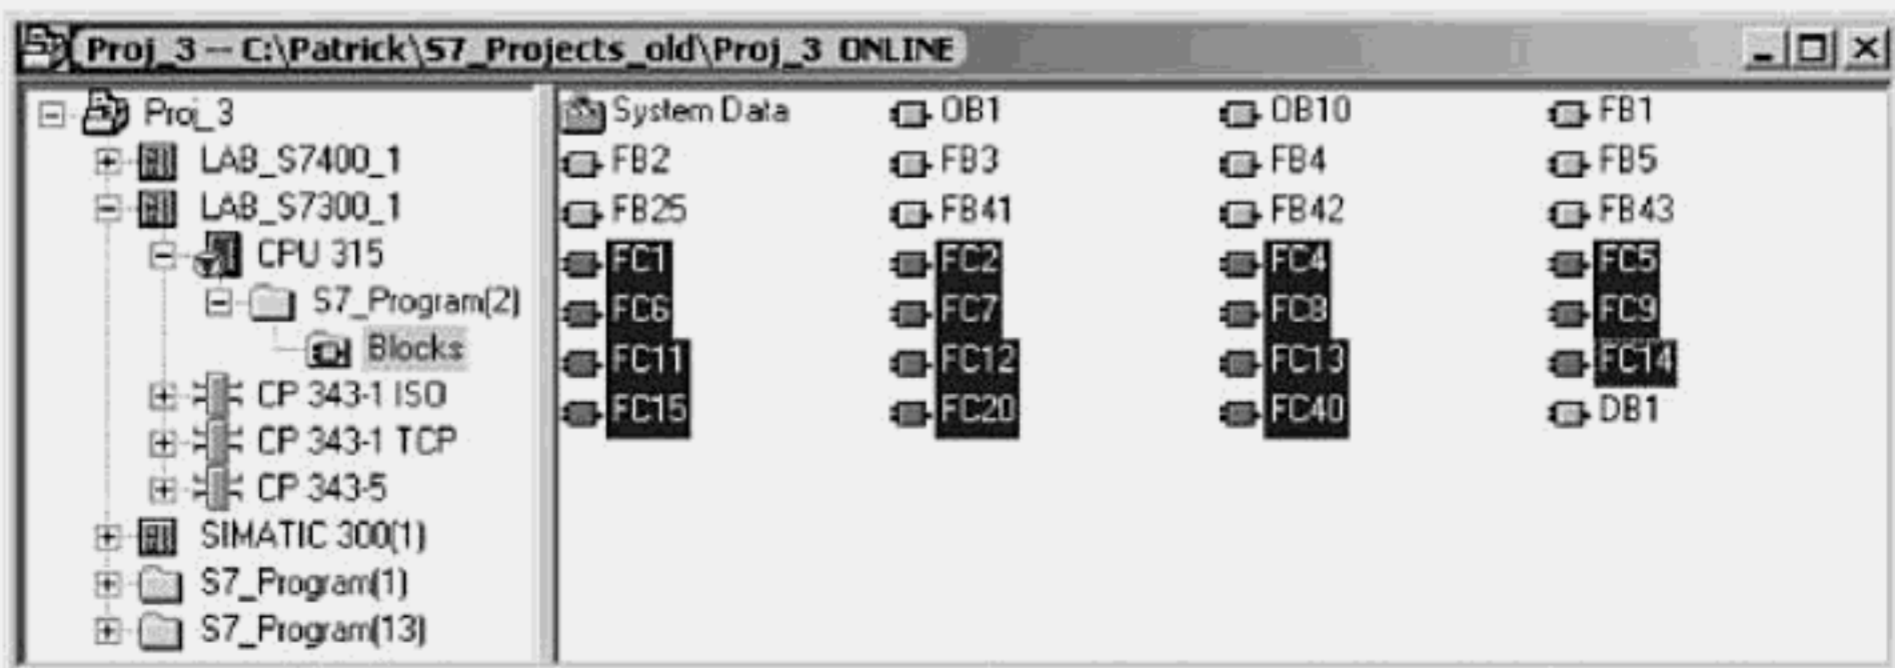 Proj_3 -- C:\Patrick\S7_Projects_old\Proj_3 ONLINE
Proj_3
LAB_S7400_1
LAB_S7300_1
CPU 315
S7_Program(2)
Blocks
CP 343-1 ISO
CP 343-1 TCP
CP 343-5
SIMATIC 300(1)
S7_Program(1)
S7_Program(13)
System Data OB1 OB10 FB1
FB2 FB3 FB4 FB5
FB25 FB41 FB42 FB43
FC1 FC2 FC4 FC5
FC6 FC7 FC8 FC9
FC11 FC12 FC13 FC14
FC15 FC20 FC40 DB1